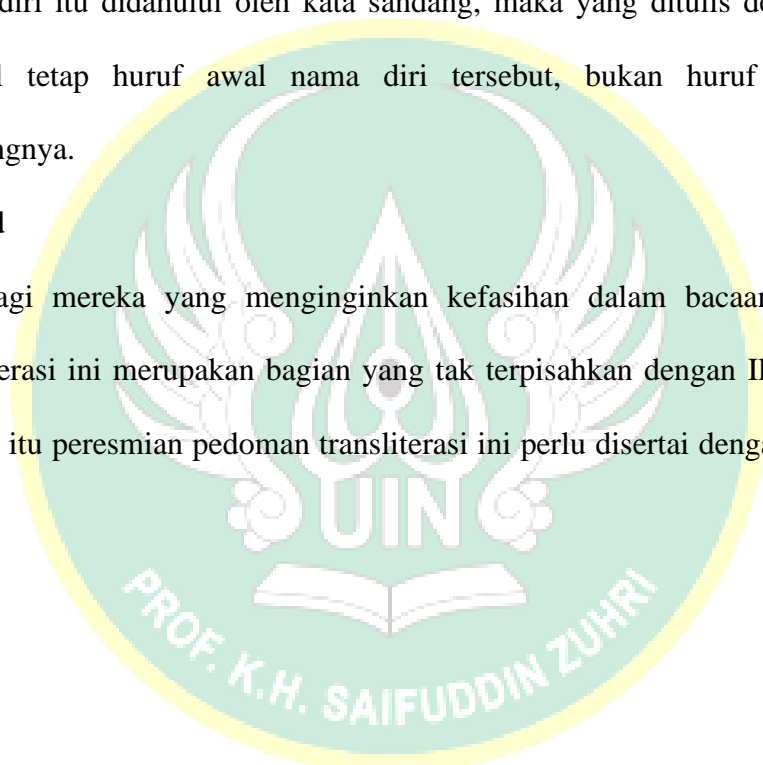 diri itu didahului oleh kata sandang, maka yang ditulis de
l tetap huruf awal nama diri tersebut, bukan huruf
ngnya.
d
agi mereka yang menginginkan kefasihan dalam bacaan
erasi ini merupakan bagian yang tak terpisahkan dengan Il
itu peresmian pedoman transliterasi ini perlu disertai denga
UIN
PROF. K.H. SAIFUDDIN ZUHRI